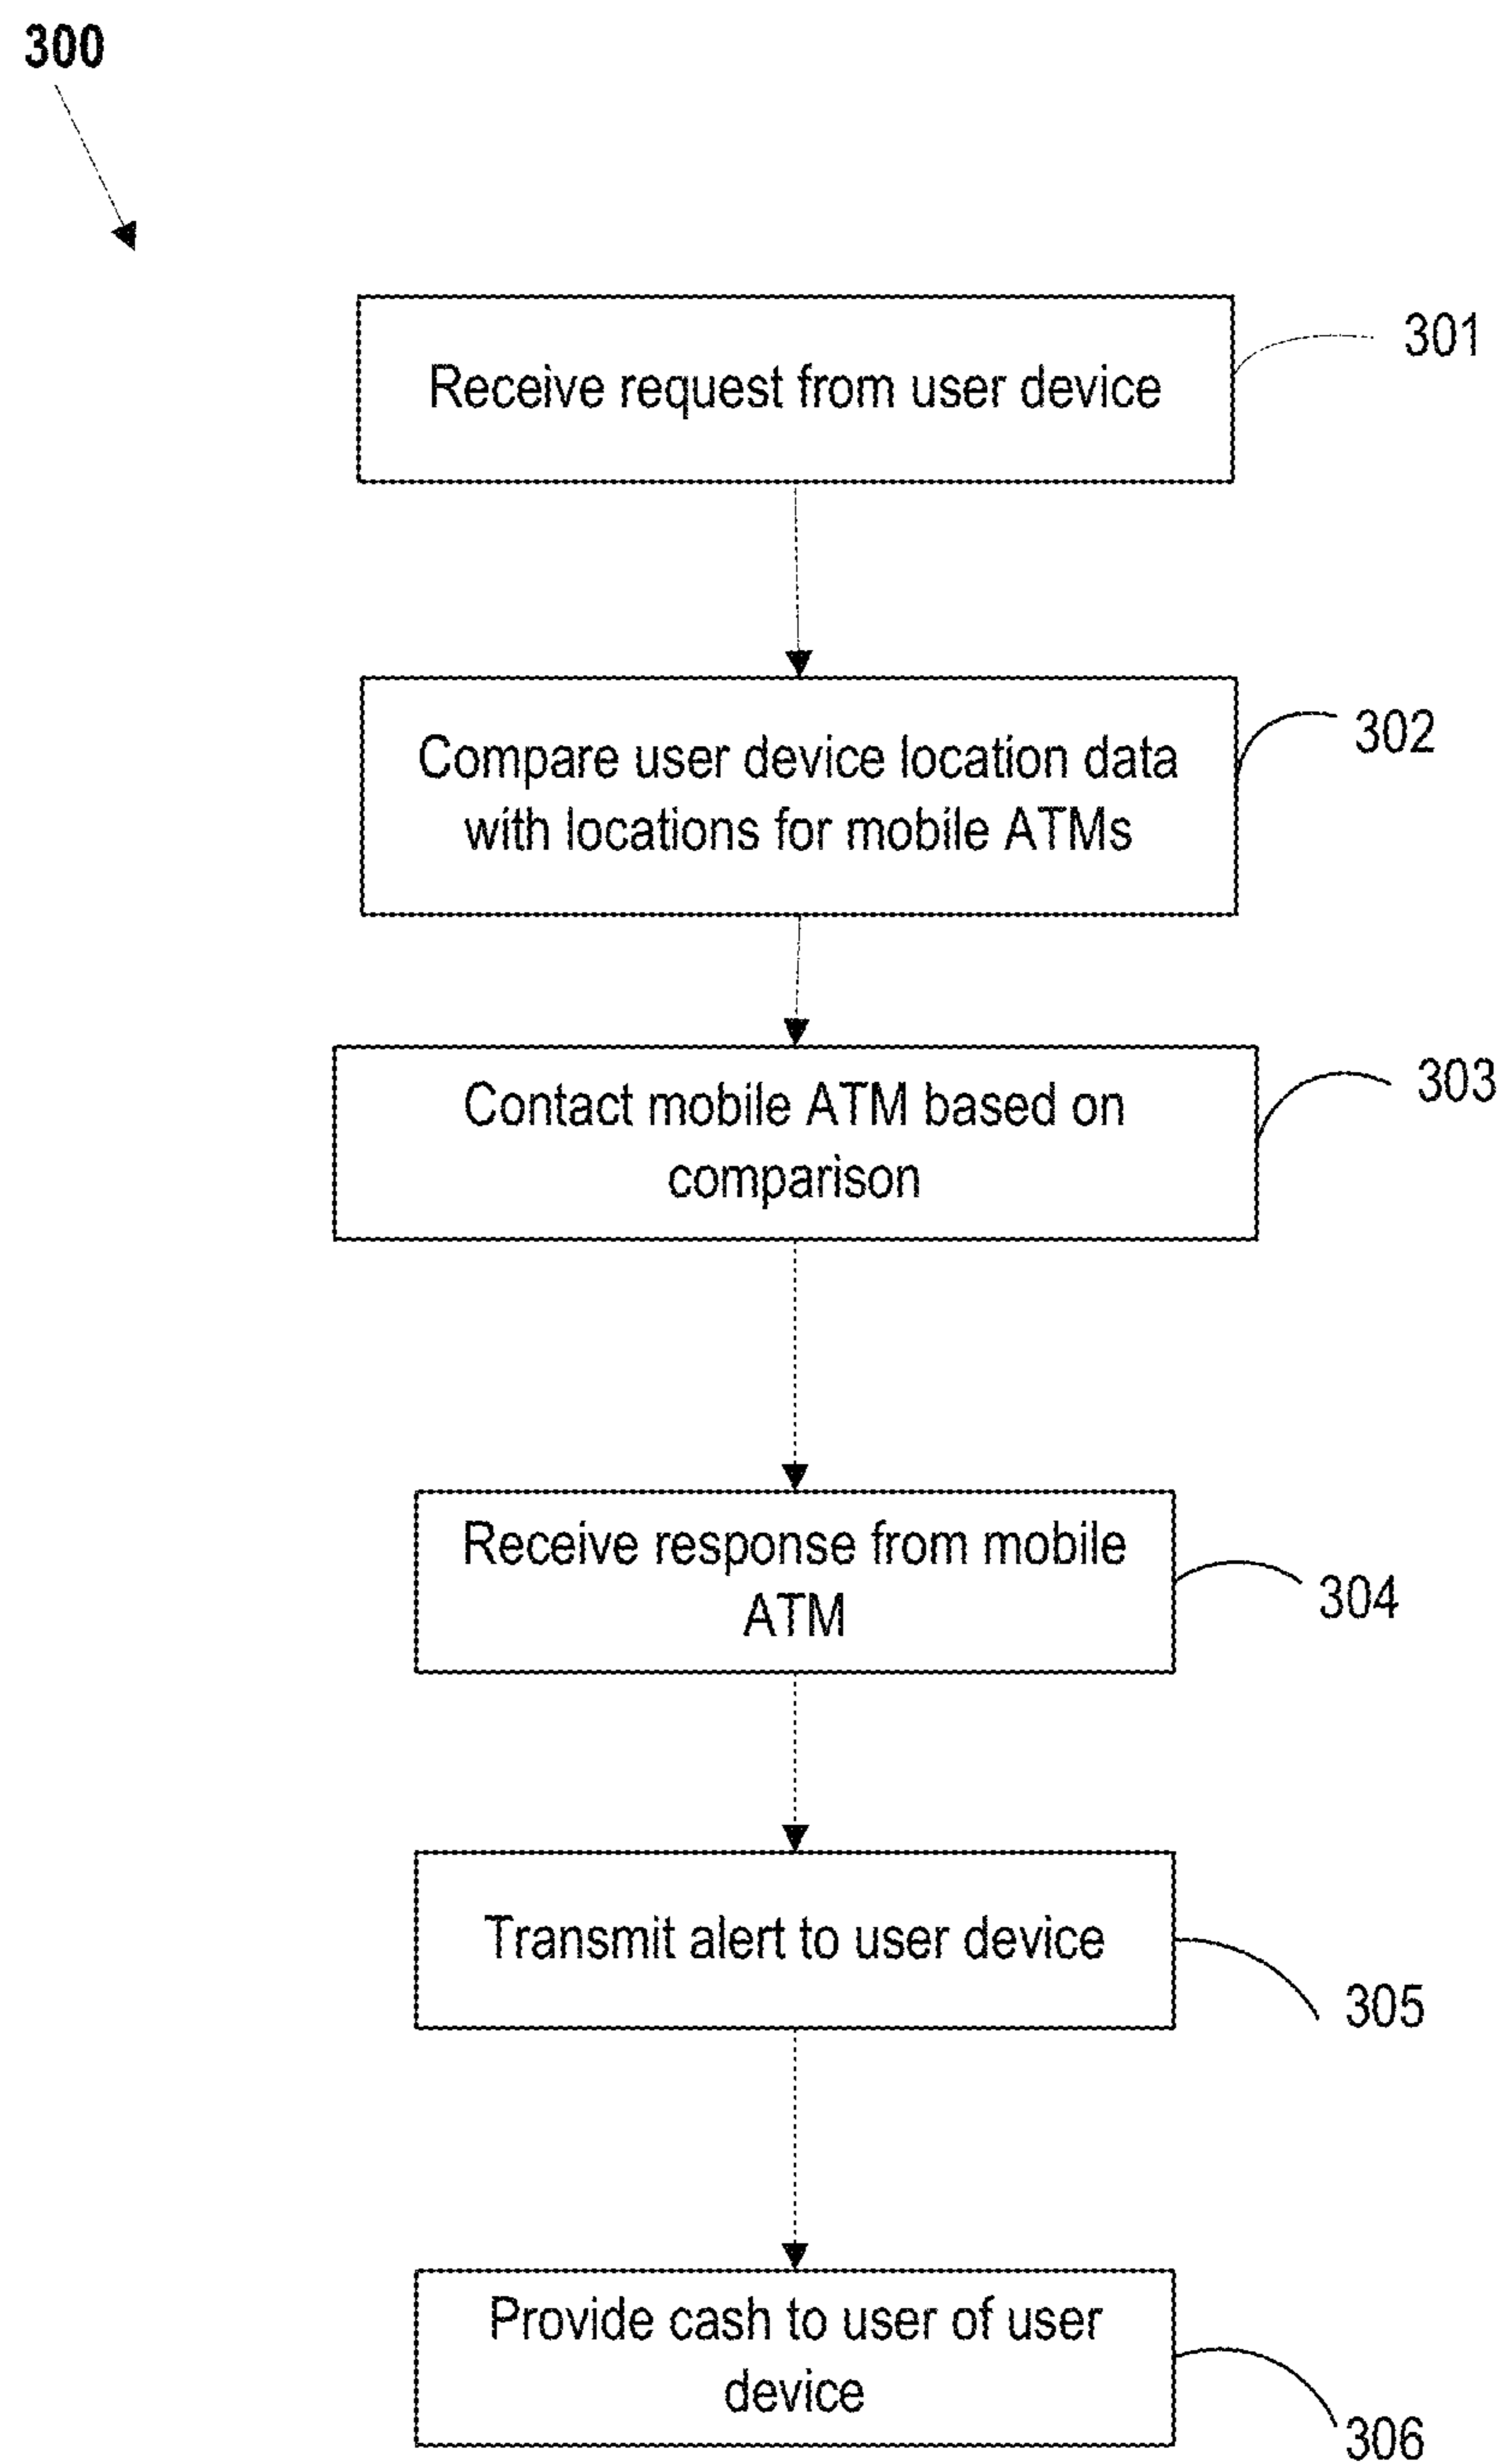 300
Receive request from user device
301
Compare user device location data
with locations for mobile ATMs
302
Contact mobile ATM based on
comparison
303
Receive response from mobile
ATM
304
Transmit alert to user device
305
Provide cash to user of user
device
306